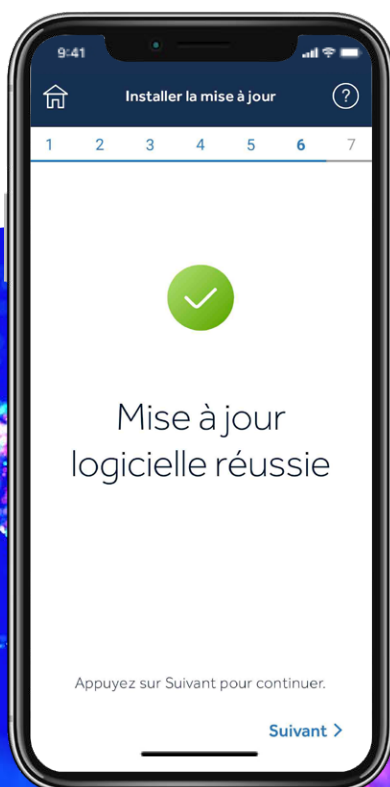 9:41
Installer la mise à jour
?
1 2 3 4 5 6 7
Mise à jour
logicielle réussie
Appuyez sur Suivant pour continuer.
Suivant >